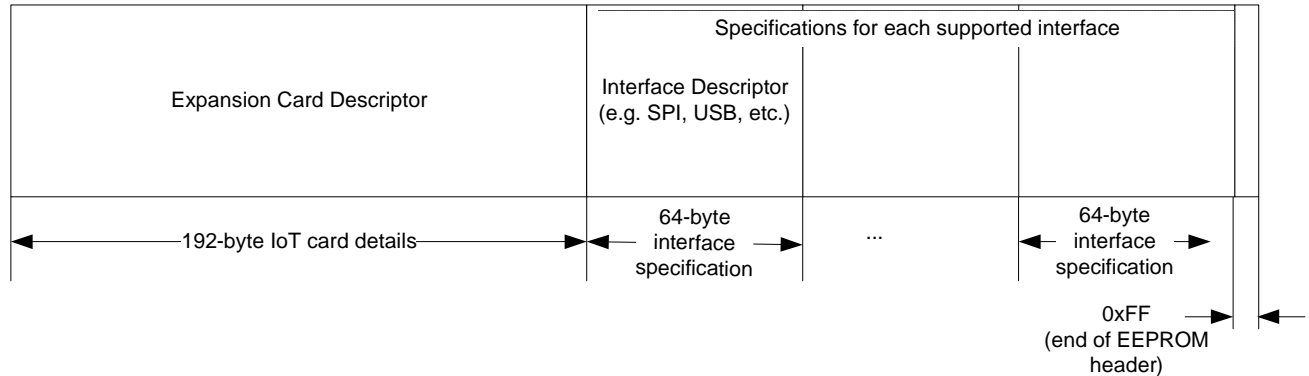 Specifications for each supported interface
Expansion Card Descriptor
Interface Descriptor
(e.g. SPI, USB, etc.)
192-byte IoT card details
64-byte
interface
specification
...
64-byte
interface
specification
0xFF
(end of EEPROM
header)